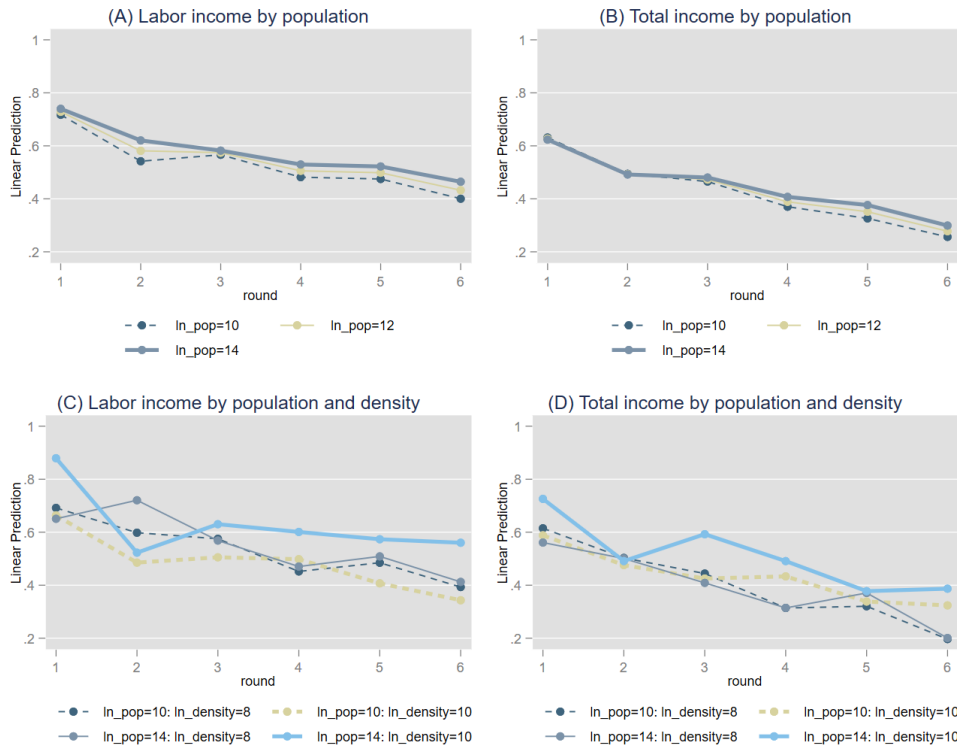 (A) Labor income by population
1
.8
.6
.4
.2
Linear Prediction
1 2 3 4 5 6
round
ln_pop=10 ln_pop=12
ln_pop=14
(B) Total income by population
1
.8
.6
.4
.2
Linear Prediction
1 2 3 4 5 6
round
ln_pop=10 ln_pop=12
ln_pop=14
(C) Labor income by population and density
1
.8
.6
.4
.2
Linear Prediction
1 2 3 4 5 6
round
ln_pop=10: ln_density=8 ln_pop=10: ln_density=10
ln_pop=14: ln_density=8 ln_pop=14: ln_density=10
(D) Total income by population and density
1
.8
.6
.4
.2
Linear Prediction
1 2 3 4 5 6
round
ln_pop=10: ln_density=8 ln_pop=10: ln_density=10
ln_pop=14: ln_density=8 ln_pop=14: ln_density=10